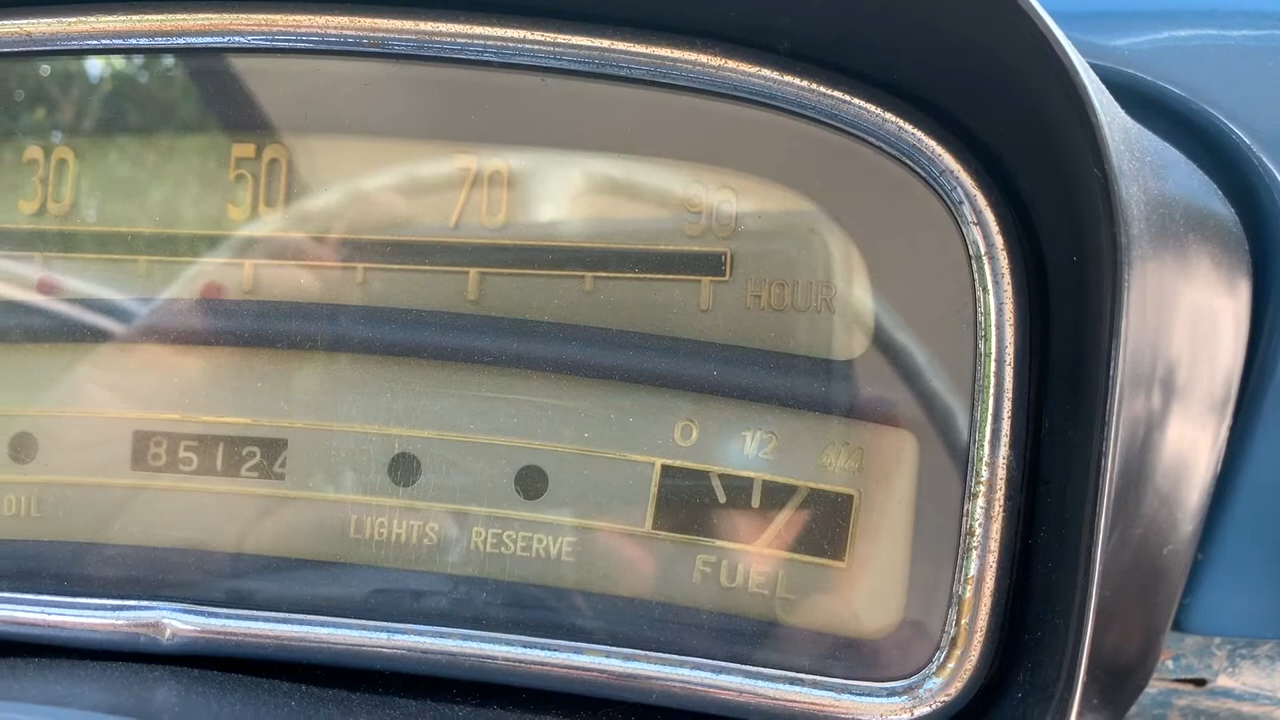 30 50 70 90
HOUR
0 1/2 4/4
85124
OIL
LIGHTS RESERVE
FUEL